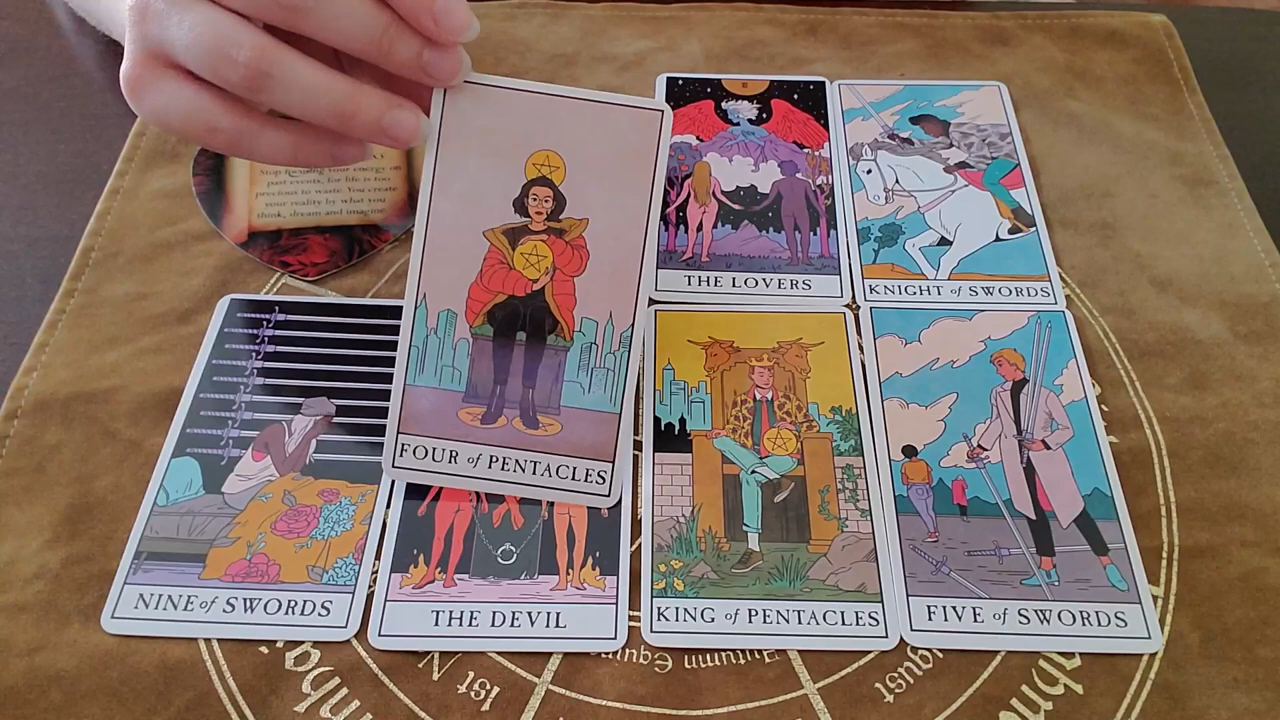 Stop focusing your energy on
past events, for life is too
precious to waste. You create
your reality by what you
think, dream and imagine.
FOUR of PENTACLES
THE LOVERS
KNIGHT of SWORDS
NINE of SWORDS
THE DEVIL
KING of PENTACLES
FIVE of SWORDS
Autumn Equino
1st N
ugust